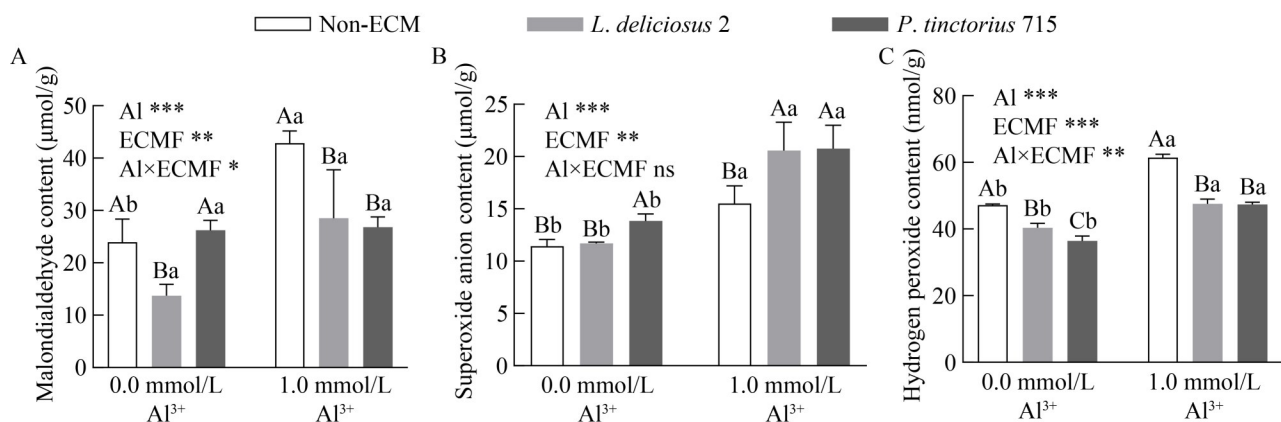 Non-ECM
L. deliciosus 2
P. tinctorius 715
A
Malondialdehyde content (μmol/g)
50
40
30
20
10
0
Al ***
ECMF **
Al×ECMF *
Ab
Ba
Aa
Aa
Ba
Ba
0.0 mmol/L
Al³⁺
1.0 mmol/L
Al³⁺
B
Superoxide anion content (μmol/g)
25
20
15
10
5
0
Al ***
ECMF **
Al×ECMF ns
Bb
Bb
Ab
Ba
Aa
Aa
0.0 mmol/L
Al³⁺
1.0 mmol/L
Al³⁺
C
Hydrogen peroxide content (nmol/g)
80
60
40
20
0
Al ***
ECMF ***
Al×ECMF **
Ab
Bb
Cb
Aa
Ba
Ba
0.0 mmol/L
Al³⁺
1.0 mmol/L
Al³⁺